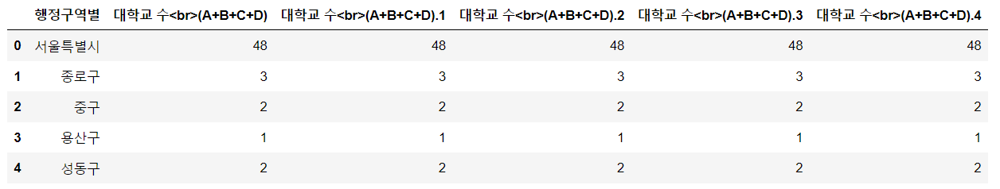 행정구역별 대학교 수<br>(A+B+C+D) 대학교 수<br>(A+B+C+D).1 대학교 수<br>(A+B+C+D).2 대학교 수<br>(A+B+C+D).3 대학교 수<br>(A+B+C+D).4
0 서울특별시 48 48 48 48 48
1 종로구 3 3 3 3 3
2 중구 2 2 2 2 2
3 용산구 1 1 1 1 1
4 성동구 2 2 2 2 2